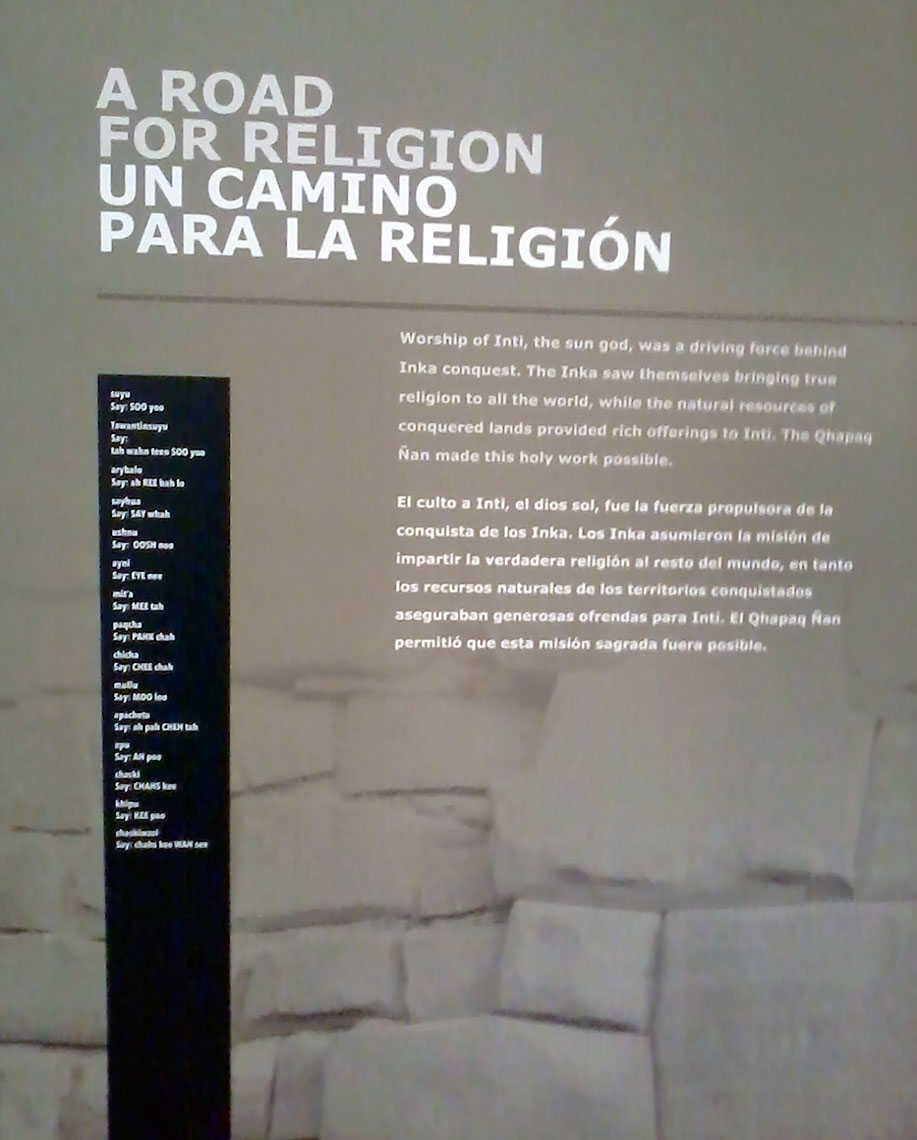 A ROAD
FOR RELIGION
UN CAMINO
PARA LA RELIGIÓN
Worship of Inti, the sun god, was a driving force behind
Inka conquest. The Inka saw themselves bringing true
religion to all the world, while the natural resources of
conquered lands provided rich offerings to Inti. The Qhapaq
Ñan made this holy work possible.
El culto a Inti, el dios sol, fue la fuerza propulsora de la
conquista de los Inka. Los Inka asumieron la misión de
impartir la verdadera religión al resto del mundo, en tanto
los recursos naturales de los territorios conquistados
aseguraban generosas ofrendas para Inti. El Qhapaq Ñan
permitió que esta misión sagrada fuera posible.
suyu
Say: SOO yoo
Tawantinsuyu
Say:
tah wahn teen SOO yoo
arybalo
Say: ah REE bah lo
sayhua
Say: SAY whah
ushnu
Say: OOSH noo
ayni
Say: EYE nee
mit'a
Say: MEE tah
paqcha
Say: PAHK chah
chicha
Say: CHEE chah
mullu
Say: MOO loo
apacheta
Say: ah pah CHEH tah
apu
Say: AH poo
chaski
Say: CHAHS kee
khipu
Say: KEE poo
chaskiwasi
Say: chahs kee WAH see